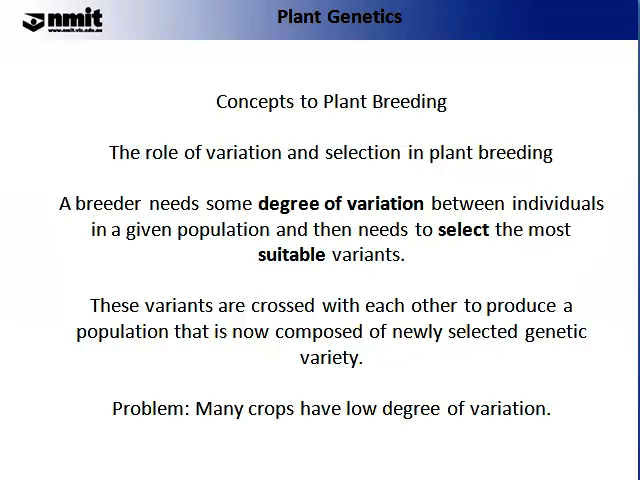 nmit
www.nmit.vic.edu.au
Plant Genetics
Concepts to Plant Breeding
The role of variation and selection in plant breeding
A breeder needs some degree of variation between individuals
in a given population and then needs to select the most
suitable variants.
These variants are crossed with each other to produce a
population that is now composed of newly selected genetic
variety.
Problem: Many crops have low degree of variation.